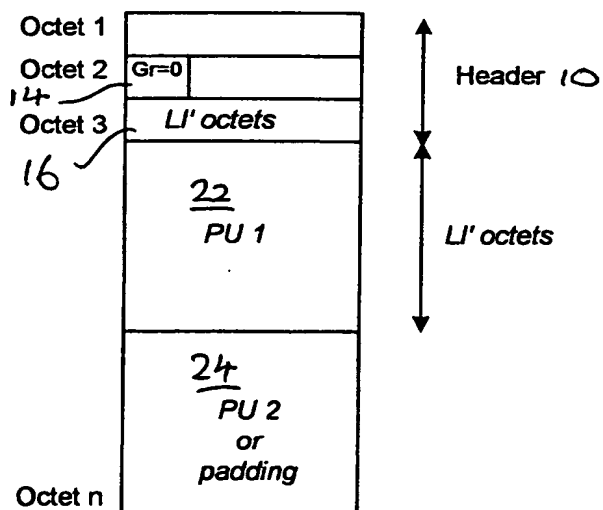 Octet 1
Octet 2 Gr=0 Header 10
14
Octet 3 LI' octets
16
22
PU 1 LI' octets
24
PU 2
or
padding
Octet n